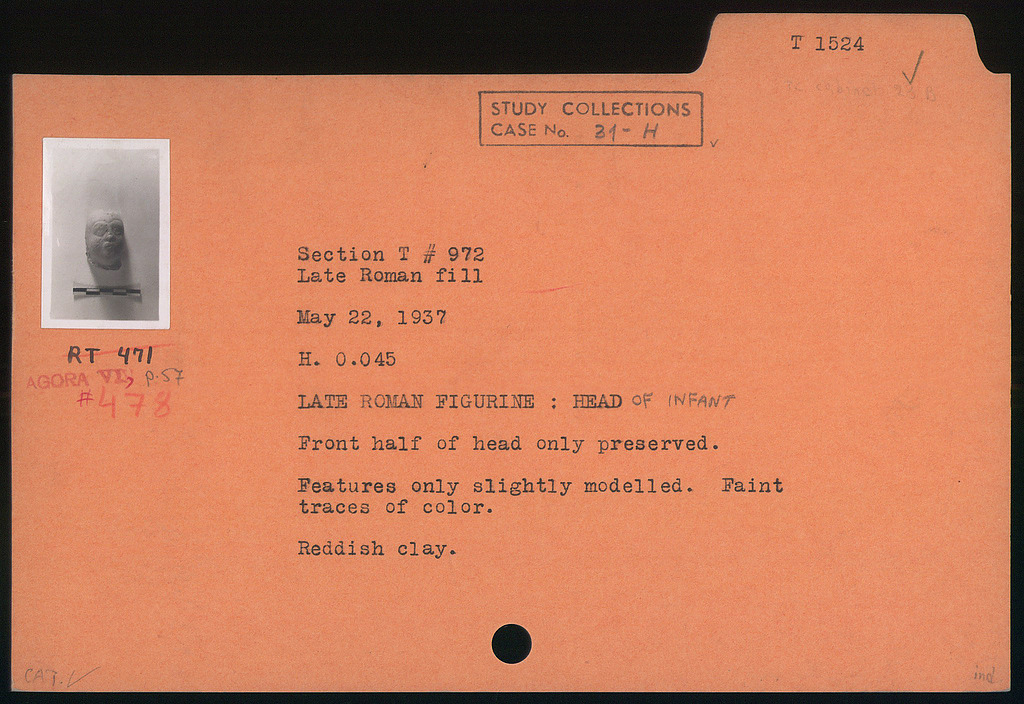 T 1524
STUDY COLLECTIONS
CASE No. 31-H
Section T # 972
Late Roman fill
May 22, 1937
RT 471
H. 0.045
AGORA VI, p.57
#478
LATE ROMAN FIGURINE : HEAD OF INFANT
Front half of head only preserved.
Features only slightly modelled. Faint
traces of color.
Reddish clay.
CAT.
ind